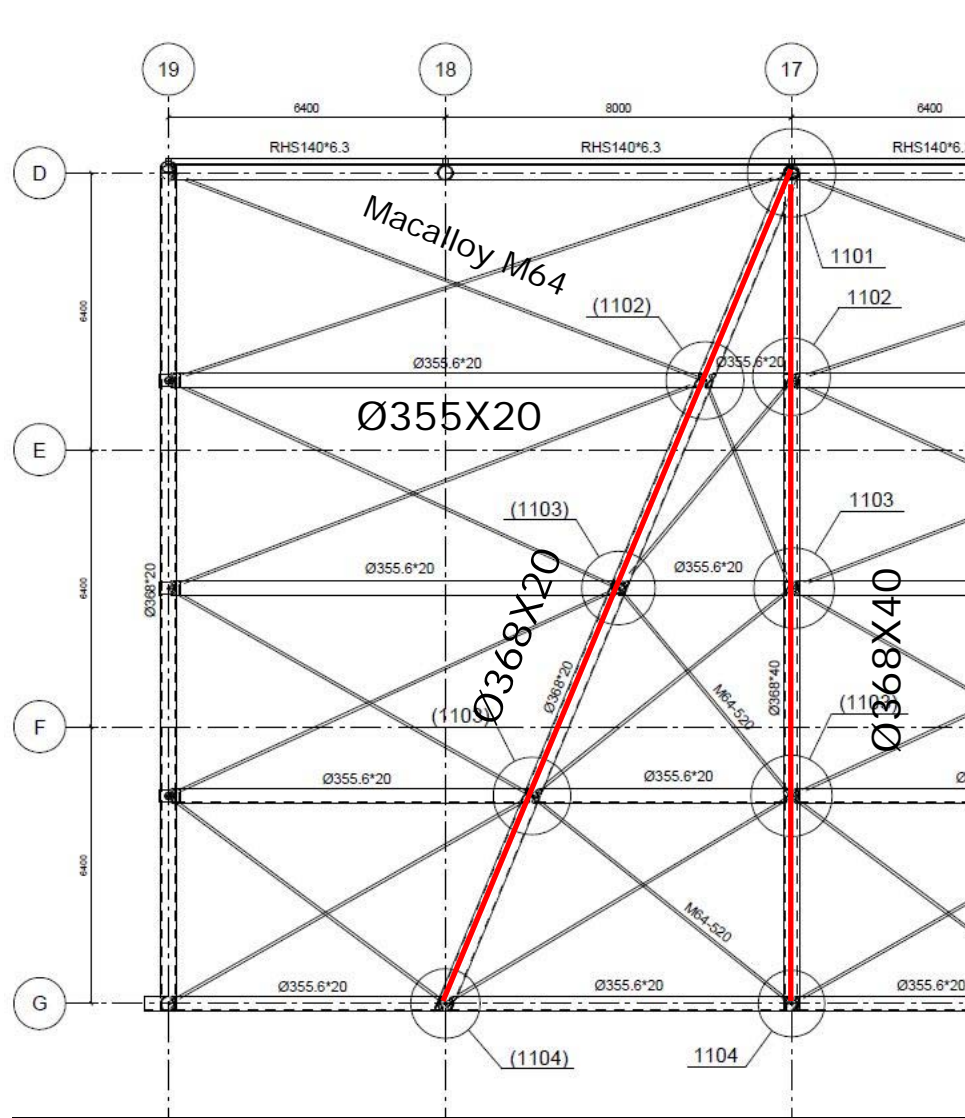 19
18
17
6400
8000
6400
RHS140*6.3
RHS140*6.3
RHS140*6.
D
Macalloy M64
1101
(1102)
1102
6400
Ø355.6*20
Ø355.6*20
Ø355X20
E
(1103)
1103
Ø355.6*20
Ø355.6*20
6400
Ø368*20
Ø368X20
Ø368*20
M64-520
Ø368*40
Ø368X40
(1103)
(1103)
F
Ø355.6*20
Ø355.6*20
Ø
6400
M64-520
Ø355.6*20
Ø355.6*20
Ø355.6*20
G
(1104)
1104